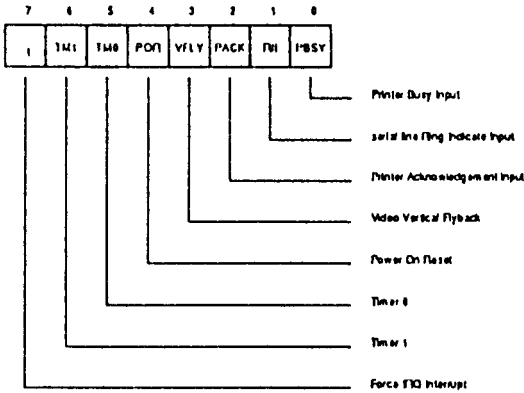 7 6 5 4 3 2 1 0
1 TM1 TM0 POR VFLY PACK RII PBSY
Printer Busy Input
serial line Ring Indicate Input
Printer Acknowledgement Input
Video Vertical Flyback
Power On Reset
Timer 0
Timer 1
Force FIQ Interrupt